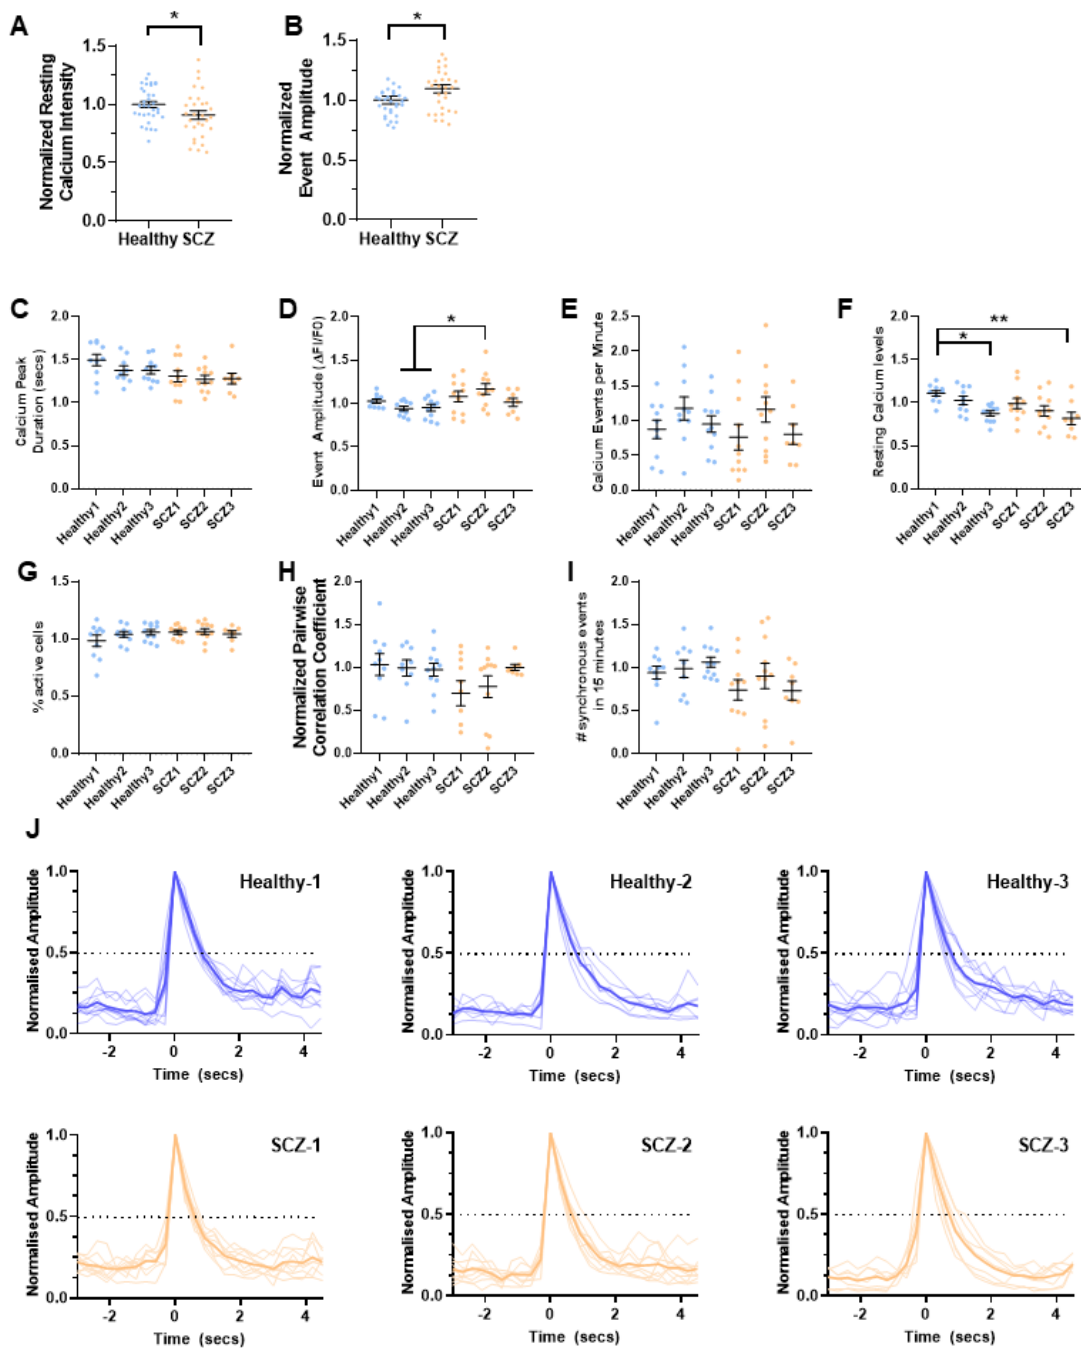 A
Normalized Resting
Calcium Intensity
1.5
1.0
0.5
0.0
*
Healthy SCZ
B
Normalized
Event Amplitude
1.5
1.0
0.5
0.0
*
Healthy SCZ
C
Calcium Peak
Duration (secs)
2.0
1.5
1.0
0.5
0.0
Healthy1
Healthy2
Healthy3
SCZ1
SCZ2
SCZ3
D
Event Amplitude (ΔFI/F0)
2.0
1.5
1.0
0.5
0.0
*
Healthy1
Healthy2
Healthy3
SCZ1
SCZ2
SCZ3
E
Calcium Events per Minute
2.5
2.0
1.5
1.0
0.5
0.0
Healthy1
Healthy2
Healthy3
SCZ1
SCZ2
SCZ3
F
Resting Calcium levels
2.0
1.5
1.0
0.5
0.0
**
*
Healthy1
Healthy2
Healthy3
SCZ1
SCZ2
SCZ3
G
% active cells
1.5
1.0
0.5
0.0
Healthy1
Healthy2
Healthy3
SCZ1
SCZ2
SCZ3
H
Normalized Pairwise
Correlation Coefficient
2.0
1.5
1.0
0.5
0.0
Healthy1
Healthy2
Healthy3
SCZ1
SCZ2
SCZ3
I
# synchronous events
in 15 minutes
2.0
1.5
1.0
0.5
0.0
Healthy1
Healthy2
Healthy3
SCZ1
SCZ2
SCZ3
J
Normalised Amplitude
1.0
0.5
0.0
Healthy-1
-2 0 2 4
Time (secs)
Normalised Amplitude
1.0
0.5
0.0
Healthy-2
-2 0 2 4
Time (secs)
Normalised Amplitude
1.0
0.5
0.0
Healthy-3
-2 0 2 4
Time (secs)
Normalised Amplitude
1.0
0.5
0.0
SCZ-1
-2 0 2 4
Time (secs)
Normalised Amplitude
1.0
0.5
0.0
SCZ-2
-2 0 2 4
Time (secs)
Normalised Amplitude
1.0
0.5
0.0
SCZ-3
-2 0 2 4
Time (secs)